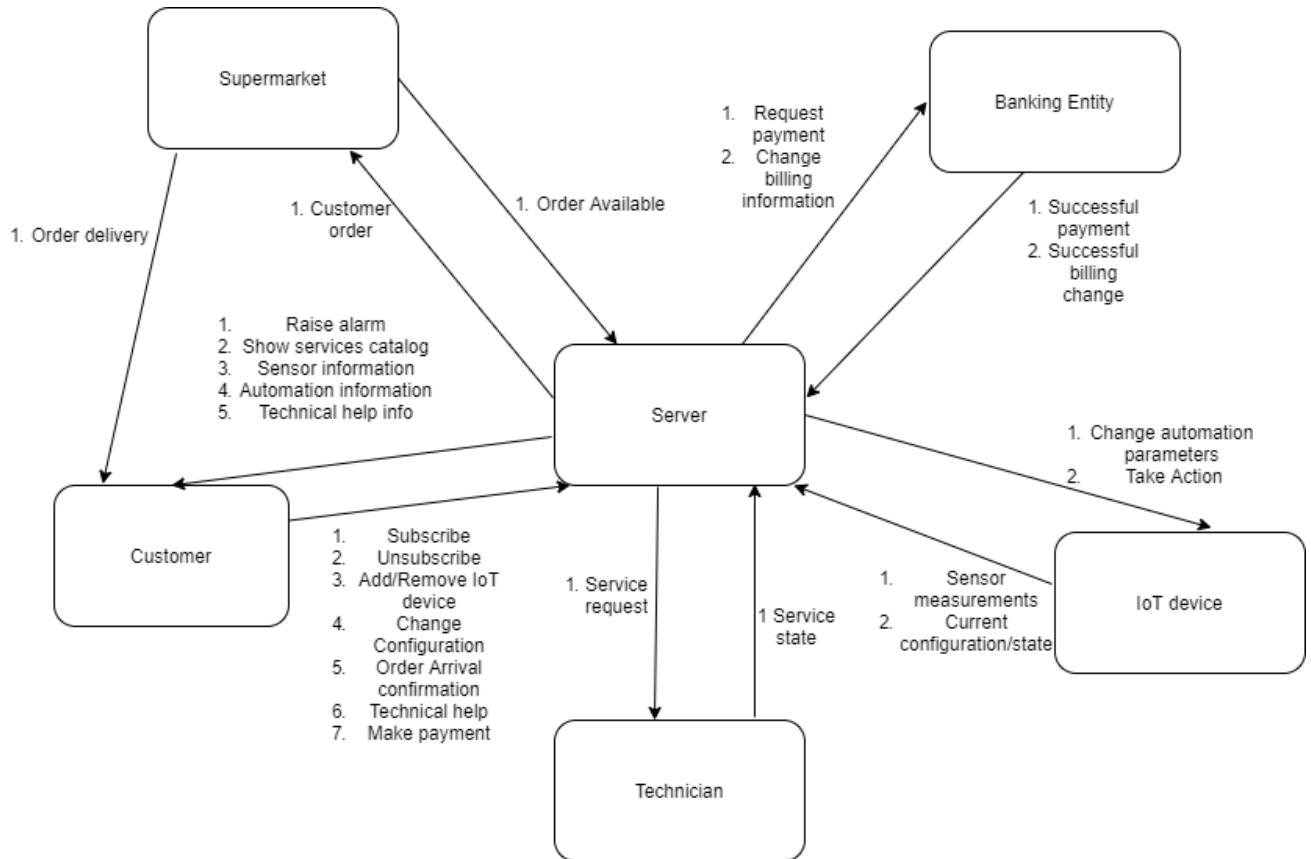 Supermarket
Banking Entity
1. Request
payment
2. Change
billing
information
1. Order delivery
1. Customer
order
1. Order Available
1. Successful
payment
2. Successful
billing
change
1. Raise alarm
2. Show services catalog
3. Sensor information
4. Automation information
5. Technical help info
Server
1. Change automation
parameters
2. Take Action
Customer
1. Subscribe
2. Unsubscribe
3. Add/Remove IoT
device
4. Change
Configuration
5. Order Arrival
confirmation
6. Technical help
7. Make payment
1. Service
request
1 Service
state
1. Sensor
measurements
2. Current
configuration/state
IoT device
Technician